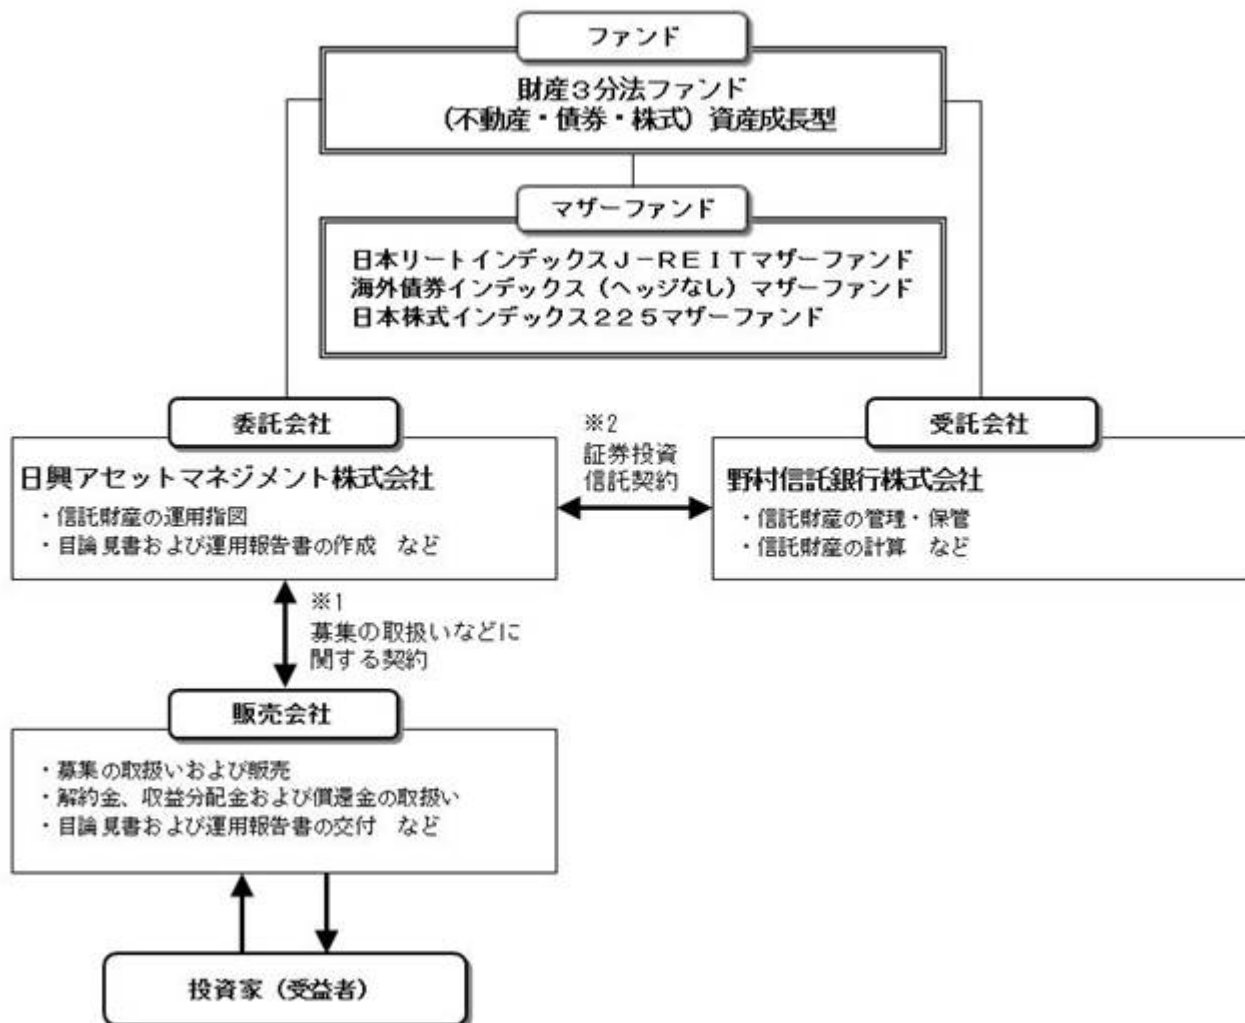 ファンド
財産3分法ファンド
(不動産・債券・株式)資産成長型
マザーファンド
日本リートインデックスJ-REITマザーファンド
海外債券インデックス(ヘッジなし)マザーファンド
日本株式インデックス225マザーファンド
委託会社
日興アセットマネジメント株式会社
・信託財産の運用指図
・目論見書および運用報告書の作成 など
※2
証券投資
信託契約
受託会社
野村信託銀行株式会社
・信託財産の管理・保管
・信託財産の計算 など
※1
募集の取扱いなどに
関する契約
販売会社
・募集の取扱いおよび販売
・解約金、収益分配金および償還金の取扱い
・目論見書および運用報告書の交付 など
投資家(受益者)